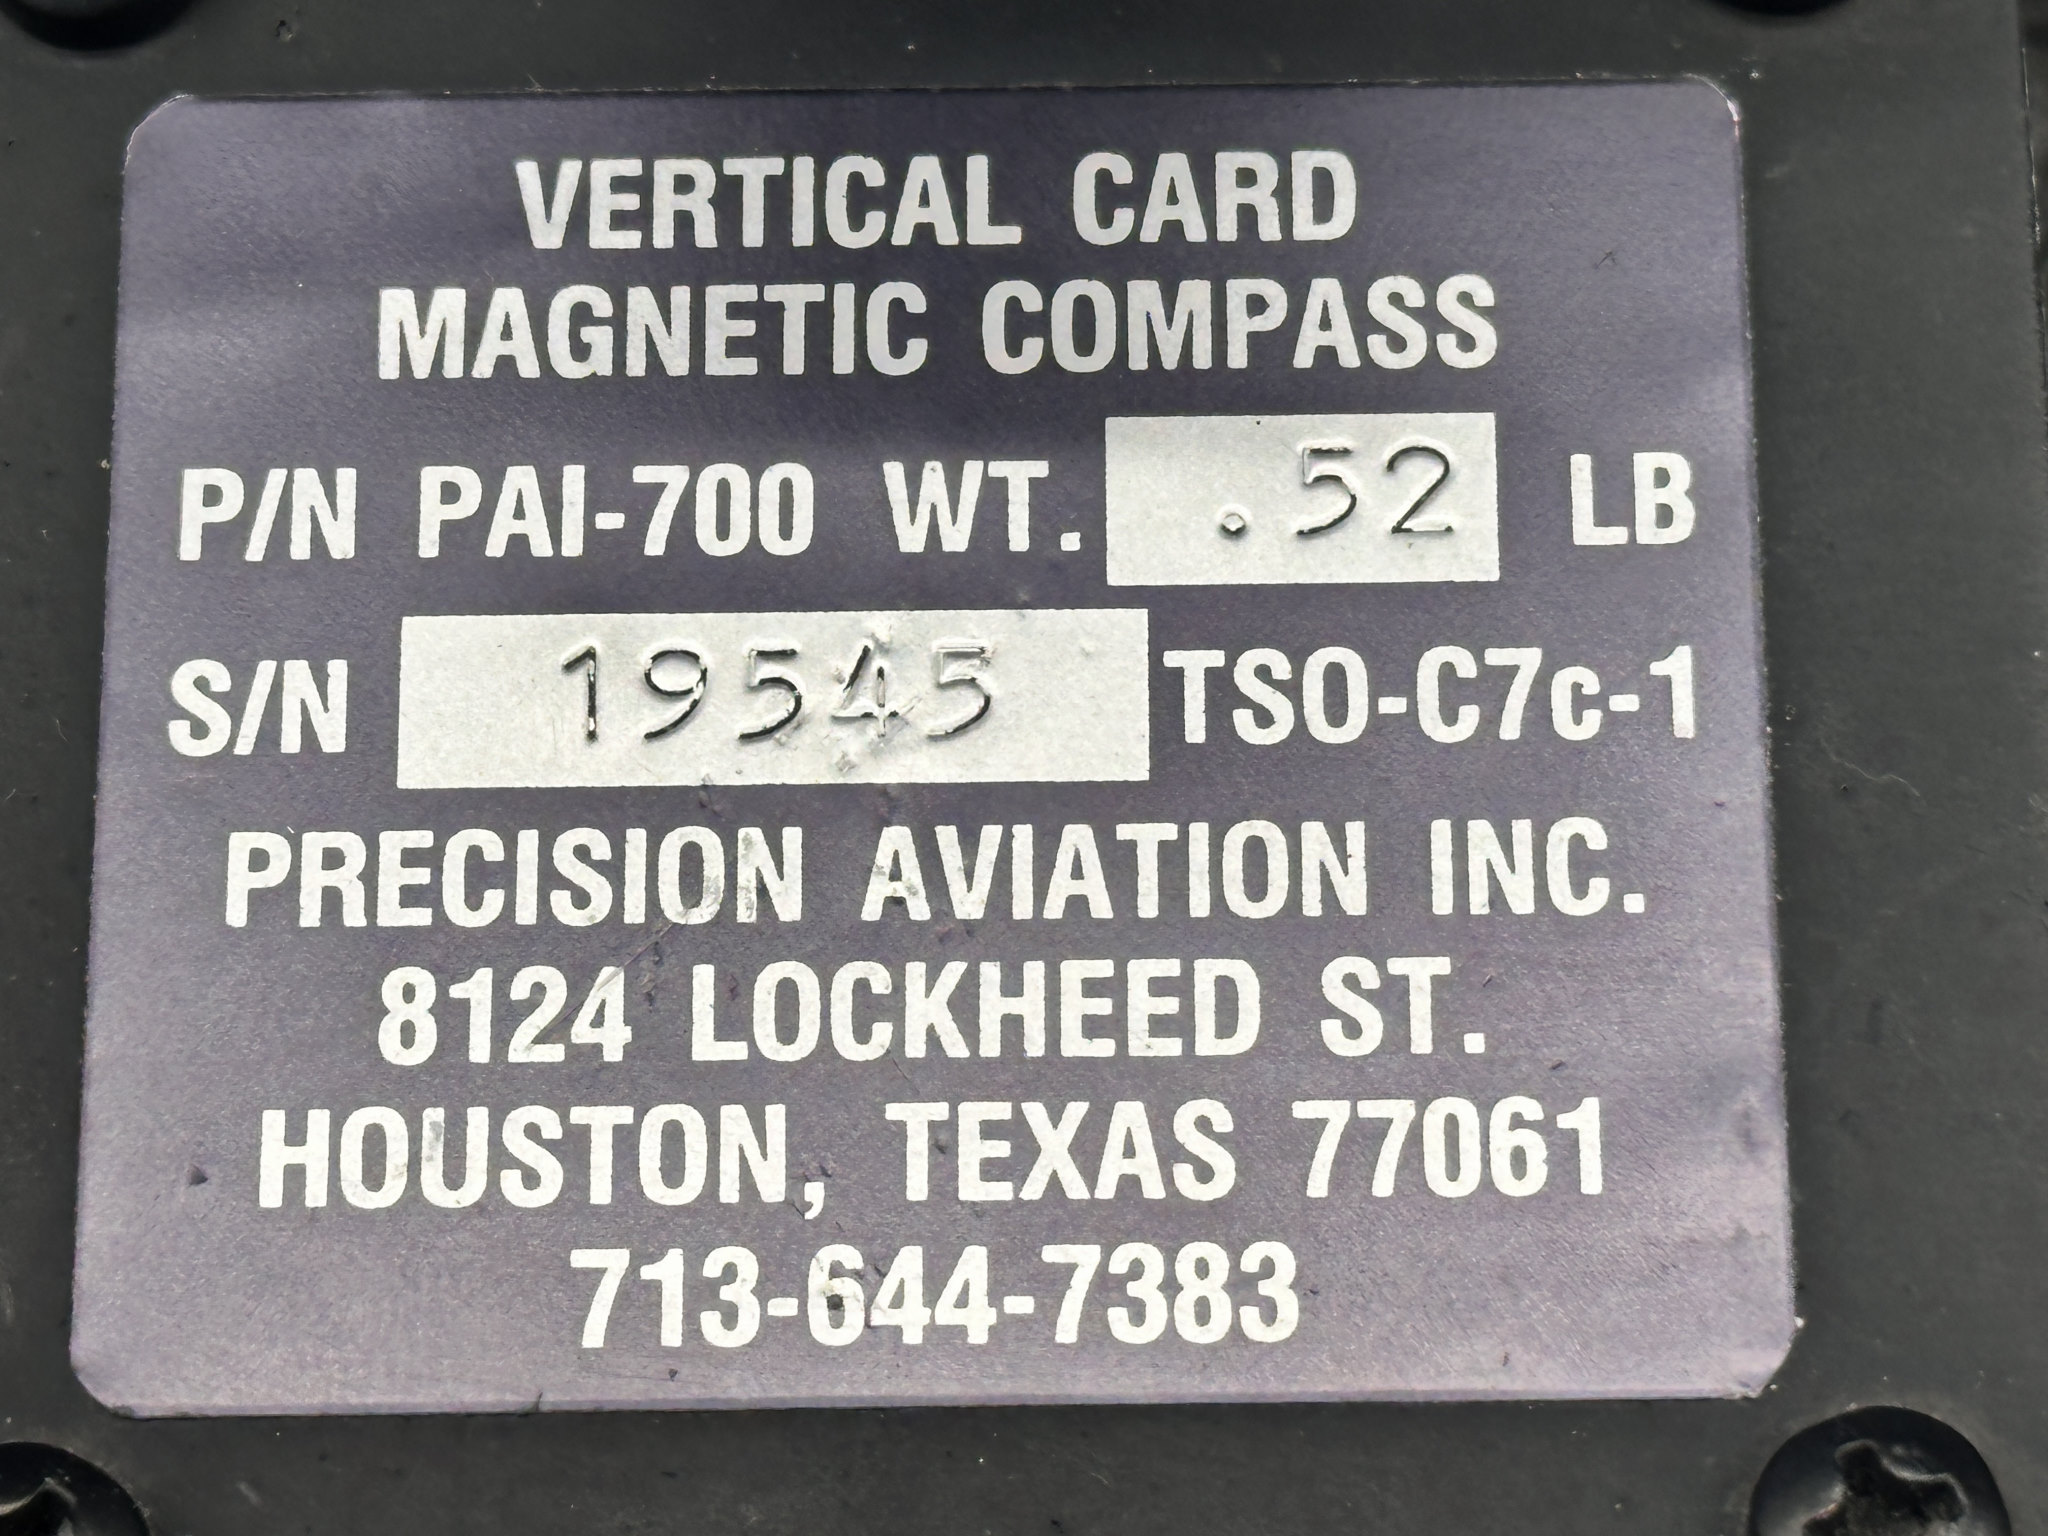 VERTICAL CARD
MAGNETIC COMPASS
P/N PAI-700 WT. .52 LB
S/N 19545 TSO-C7c-1
PRECISION AVIATION INC.
8124 LOCKHEED ST.
HOUSTON, TEXAS 77061
713-644-7383